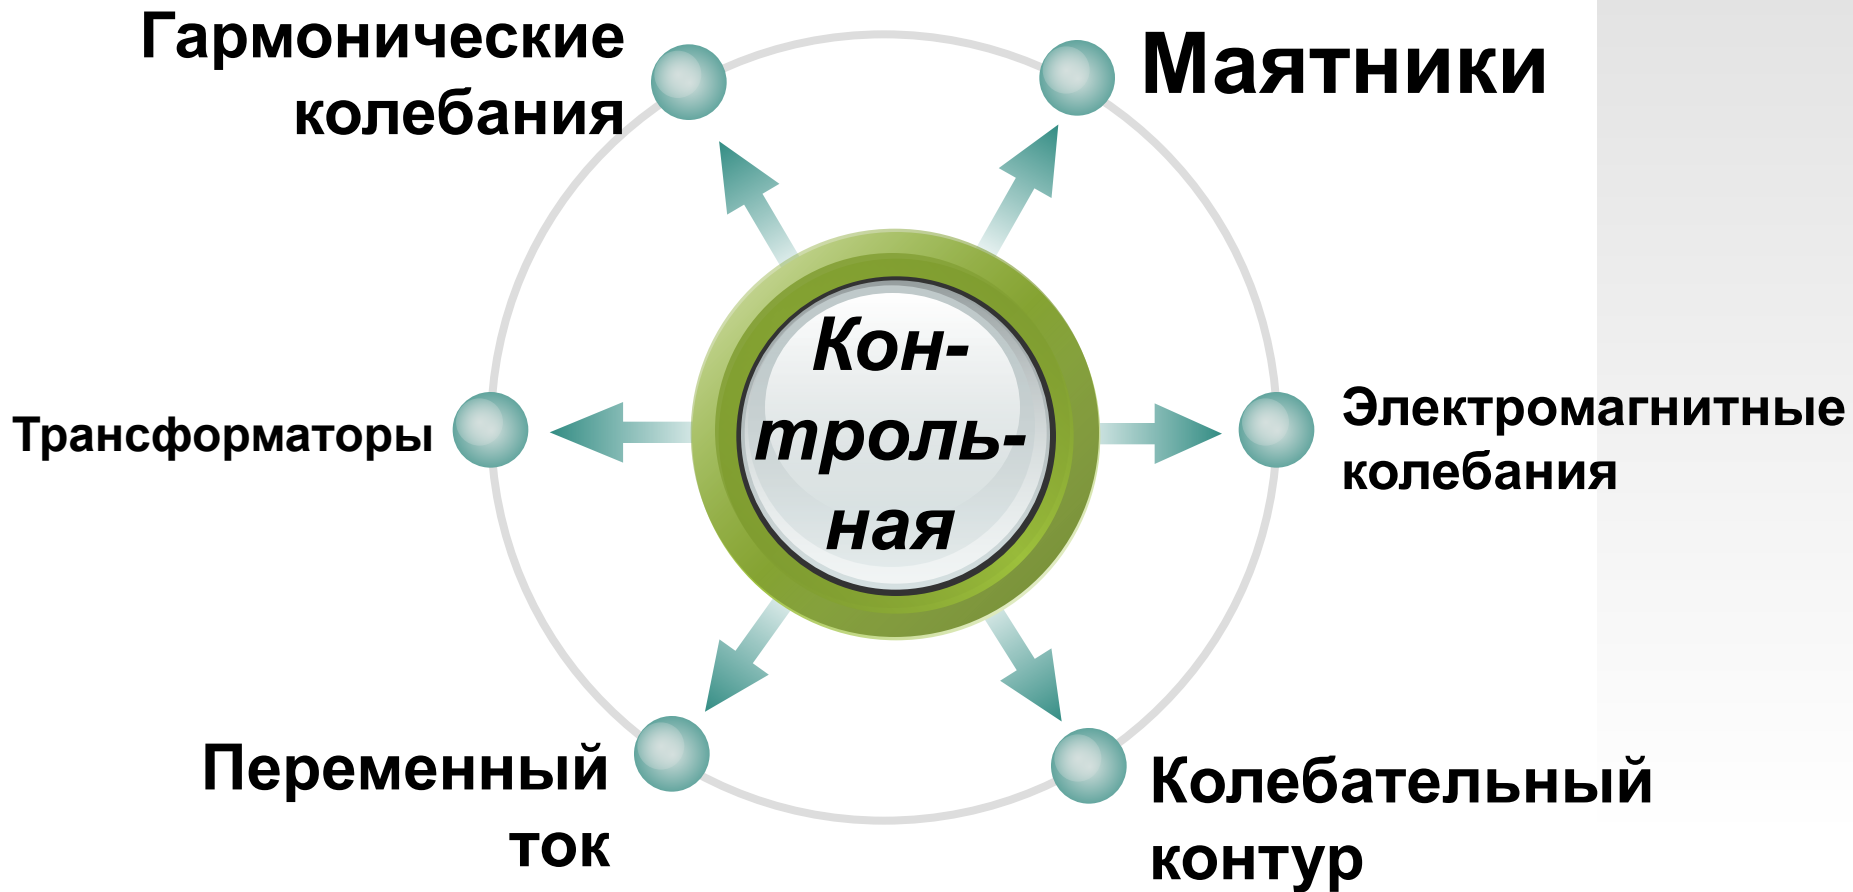 Гармонические
колебания
Маятники
Кон-
троль-
ная
Трансформаторы
Электромагнитные
колебания
Переменный
ток
Колебательный
контур